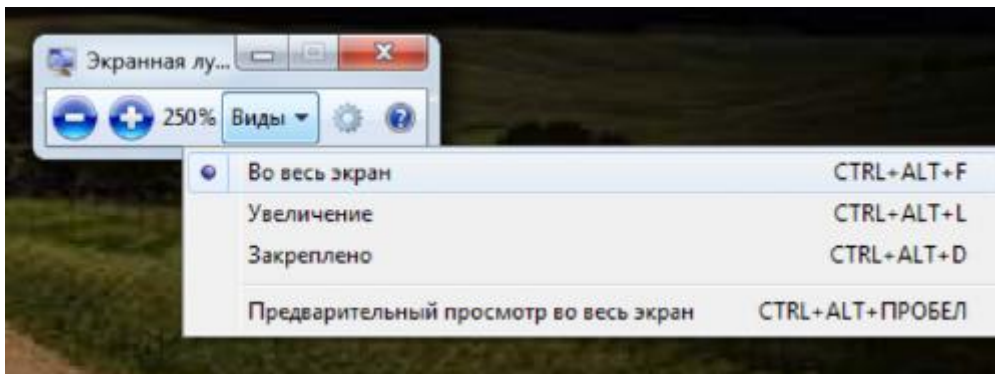 Экранная лу...
250% Виды
Во весь экран CTRL+ALT+F
Увеличение CTRL+ALT+L
Закреплено CTRL+ALT+D
Предварительный просмотр во весь экран CTRL+ALT+ПРОБЕЛ